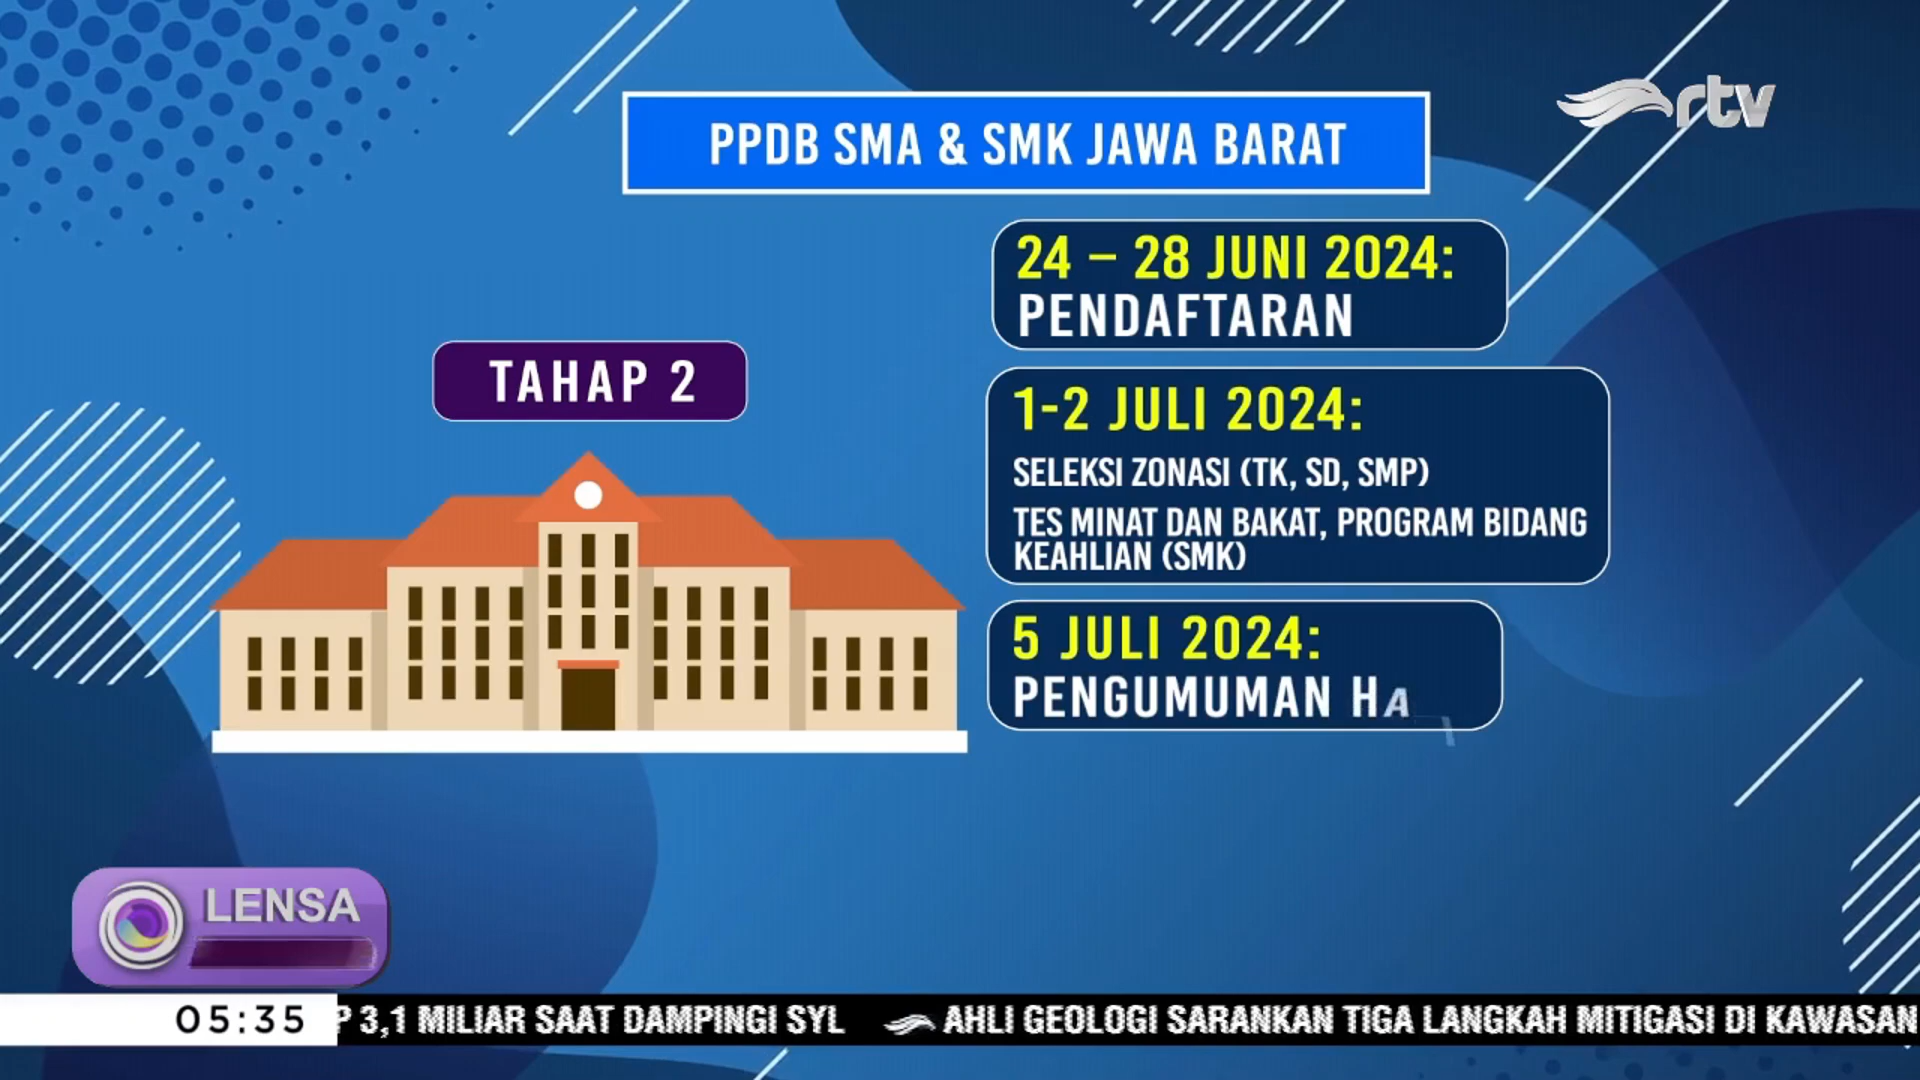 rtv
PPDB SMA & SMK JAWA BARAT
24 – 28 JUNI 2024:
PENDAFTARAN
TAHAP 2
1-2 JULI 2024:
SELEKSI ZONASI (TK, SD, SMP)
TES MINAT DAN BAKAT, PROGRAM BIDANG
KEAHLIAN (SMK)
5 JULI 2024:
PENGUMUMAN HA
LENSA
05:35
P 3,1 MILIAR SAAT DAMPINGI SYL AHLI GEOLOGI SARANKAN TIGA LANGKAH MITIGASI DI KAWASAN